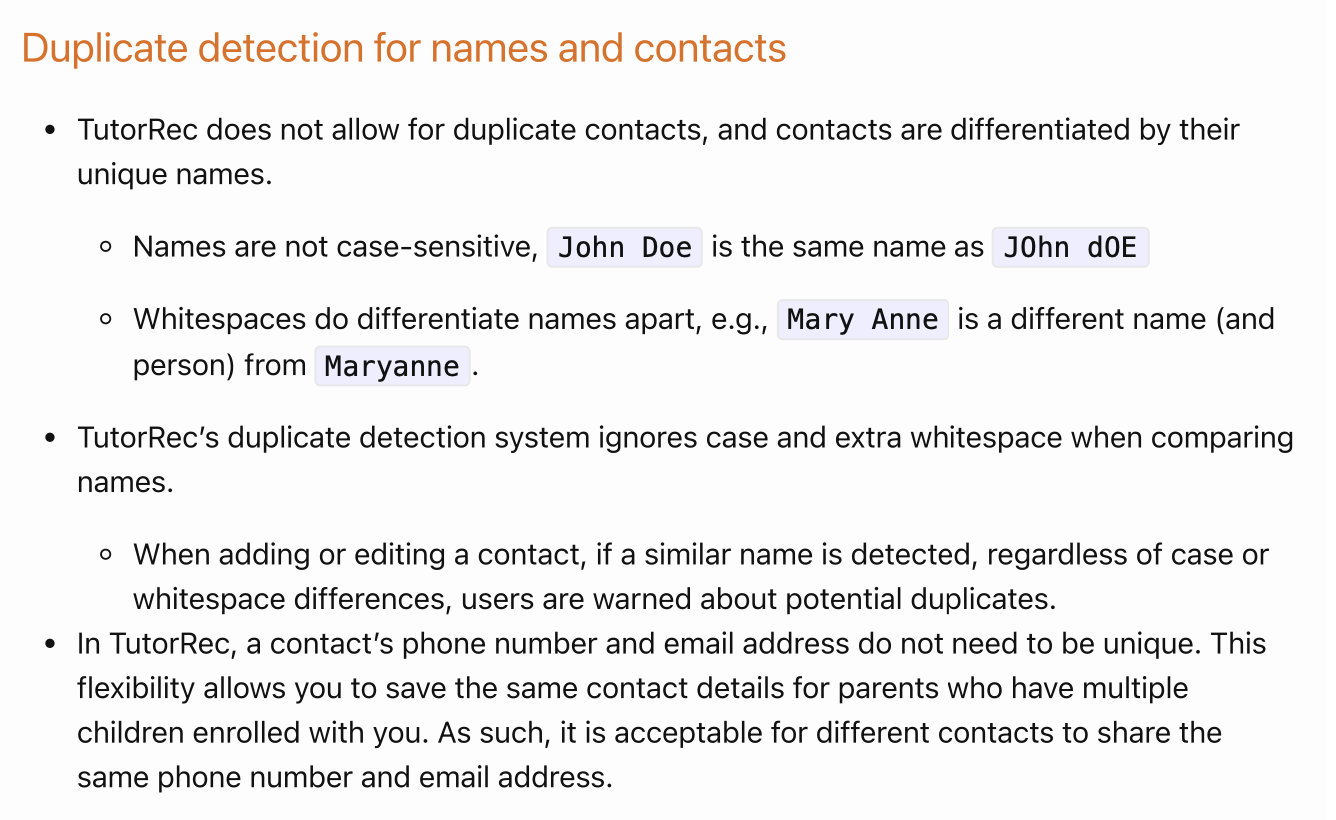 Duplicate detection for names and contacts
TutorRec does not allow for duplicate contacts, and contacts are differentiated by their
unique names.
Names are not case-sensitive, John Doe is the same name as JOhn dOE
Whitespaces do differentiate names apart, e.g., Mary Anne is a different name (and
person) from Maryanne.
TutorRec’s duplicate detection system ignores case and extra whitespace when comparing
names.
When adding or editing a contact, if a similar name is detected, regardless of case or
whitespace differences, users are warned about potential duplicates.
In TutorRec, a contact’s phone number and email address do not need to be unique. This
flexibility allows you to save the same contact details for parents who have multiple
children enrolled with you. As such, it is acceptable for different contacts to share the
same phone number and email address.